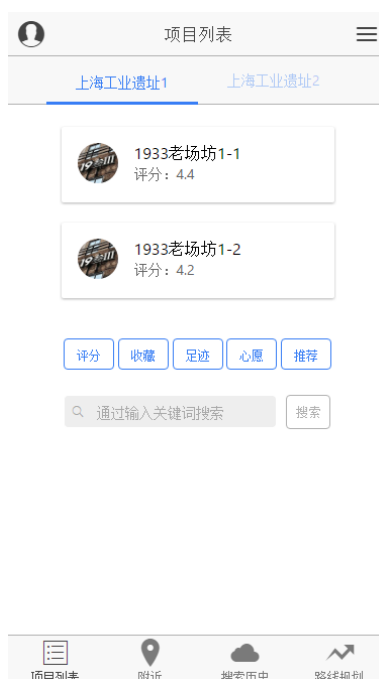 项目列表
上海工业遗址1 上海工业遗址2
1933老场坊1-1
评分：4.4
1933老场坊1-2
评分：4.2
评分 收藏 足迹 心愿 推荐
通过输入关键词搜索 搜索
项目列表 附近 搜索历史 路线规划